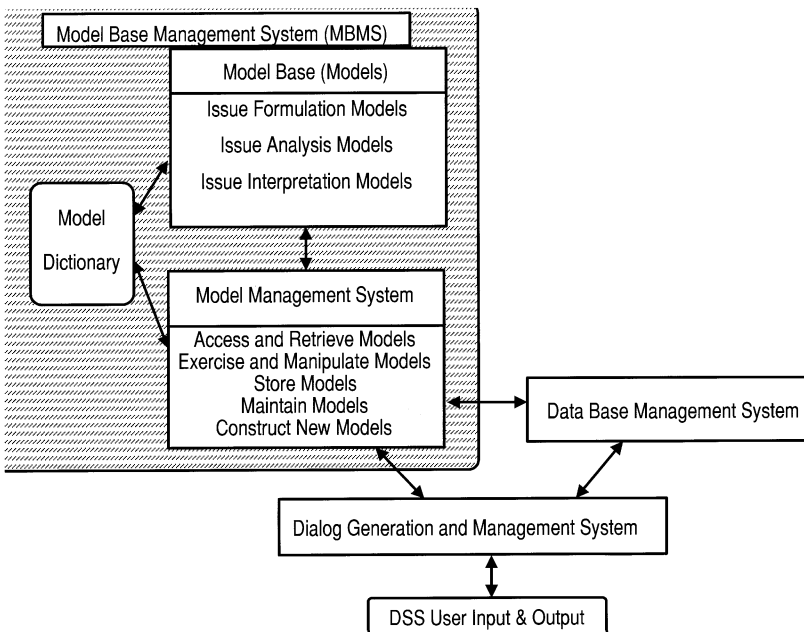 Model Base Management System (MBMS)
Model Base (Models)
Issue Formulation Models
Issue Analysis Models
Issue Interpretation Models
Model
Dictionary
Model Management System
Access and Retrieve Models
Exercise and Manipulate Models
Store Models
Maintain Models
Construct New Models
Data Base Management System
Dialog Generation and Management System
DSS User Input & Output